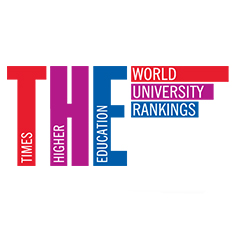 THE
TIMES
HIGHER
EDUCATION
WORLD
UNIVERSITY
RANKINGS